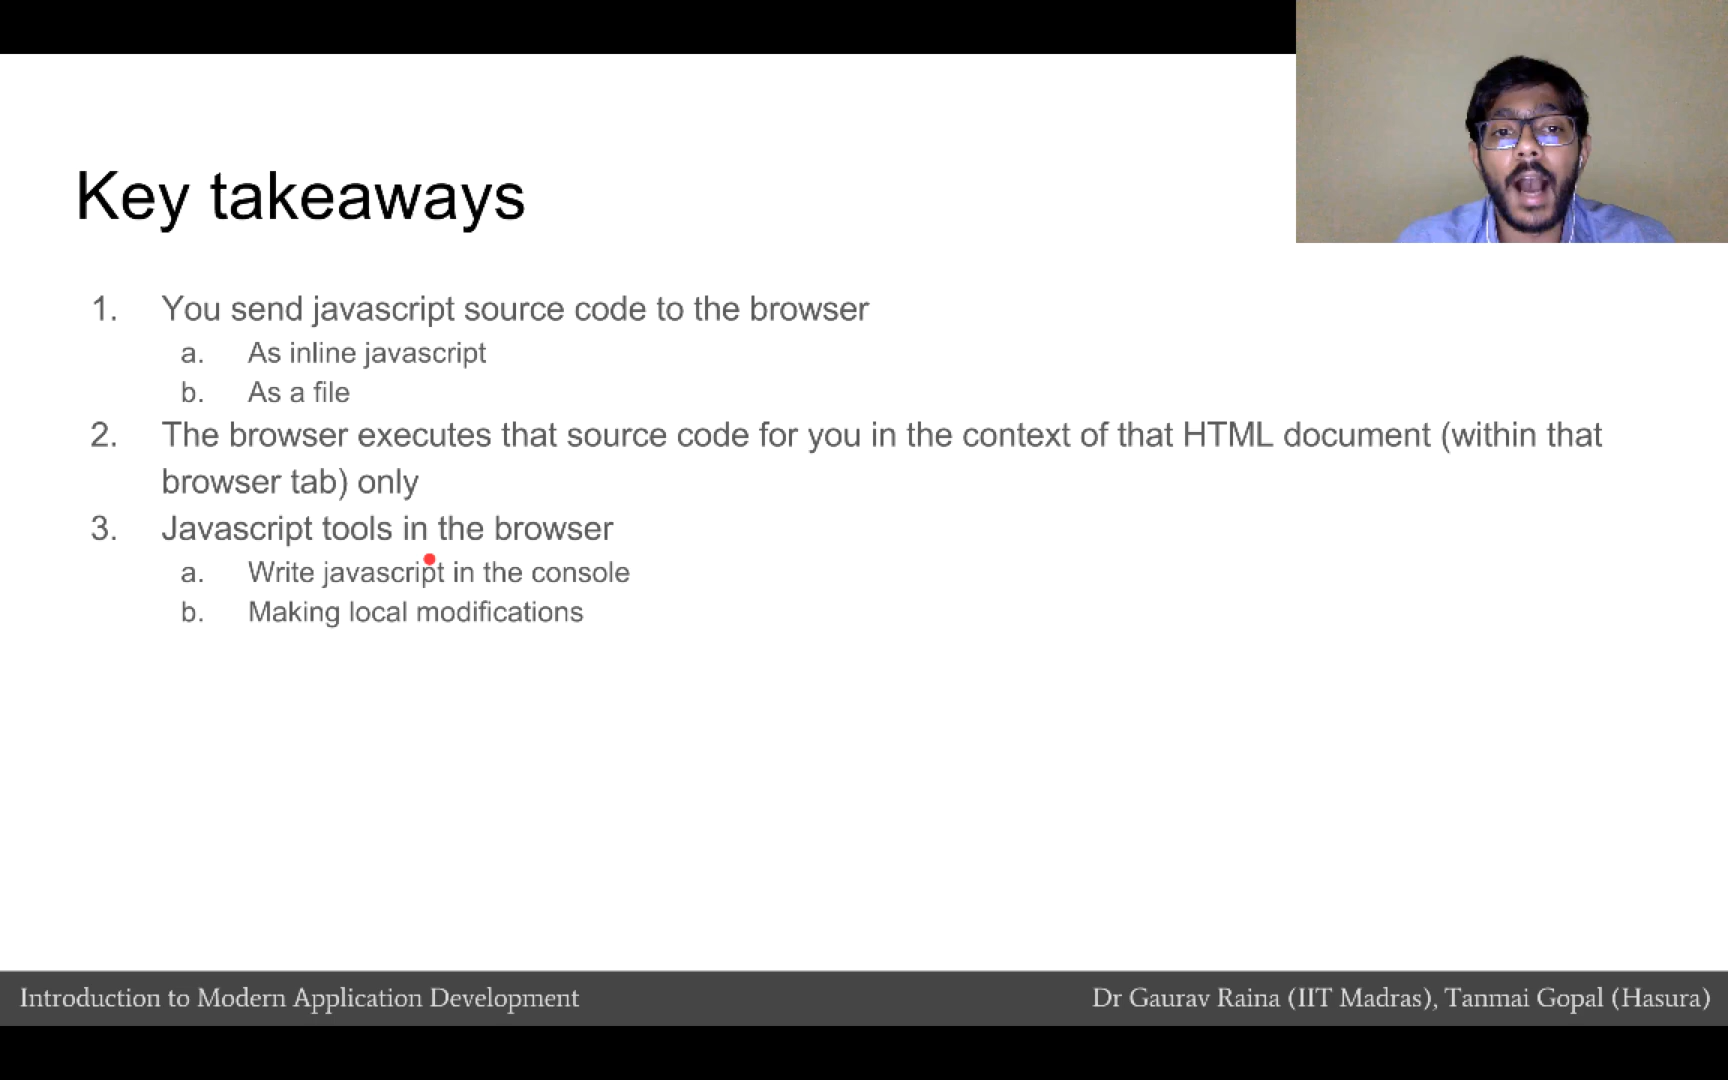 Key takeaways
1. You send javascript source code to the browser
a. As inline javascript
b. As a file
2. The browser executes that source code for you in the context of that HTML document (within that
browser tab) only
3. Javascript tools in the browser
a. Write javascript in the console
b. Making local modifications
Introduction to Modern Application Development
Dr Gaurav Raina (IIT Madras), Tanmai Gopal (Hasura)